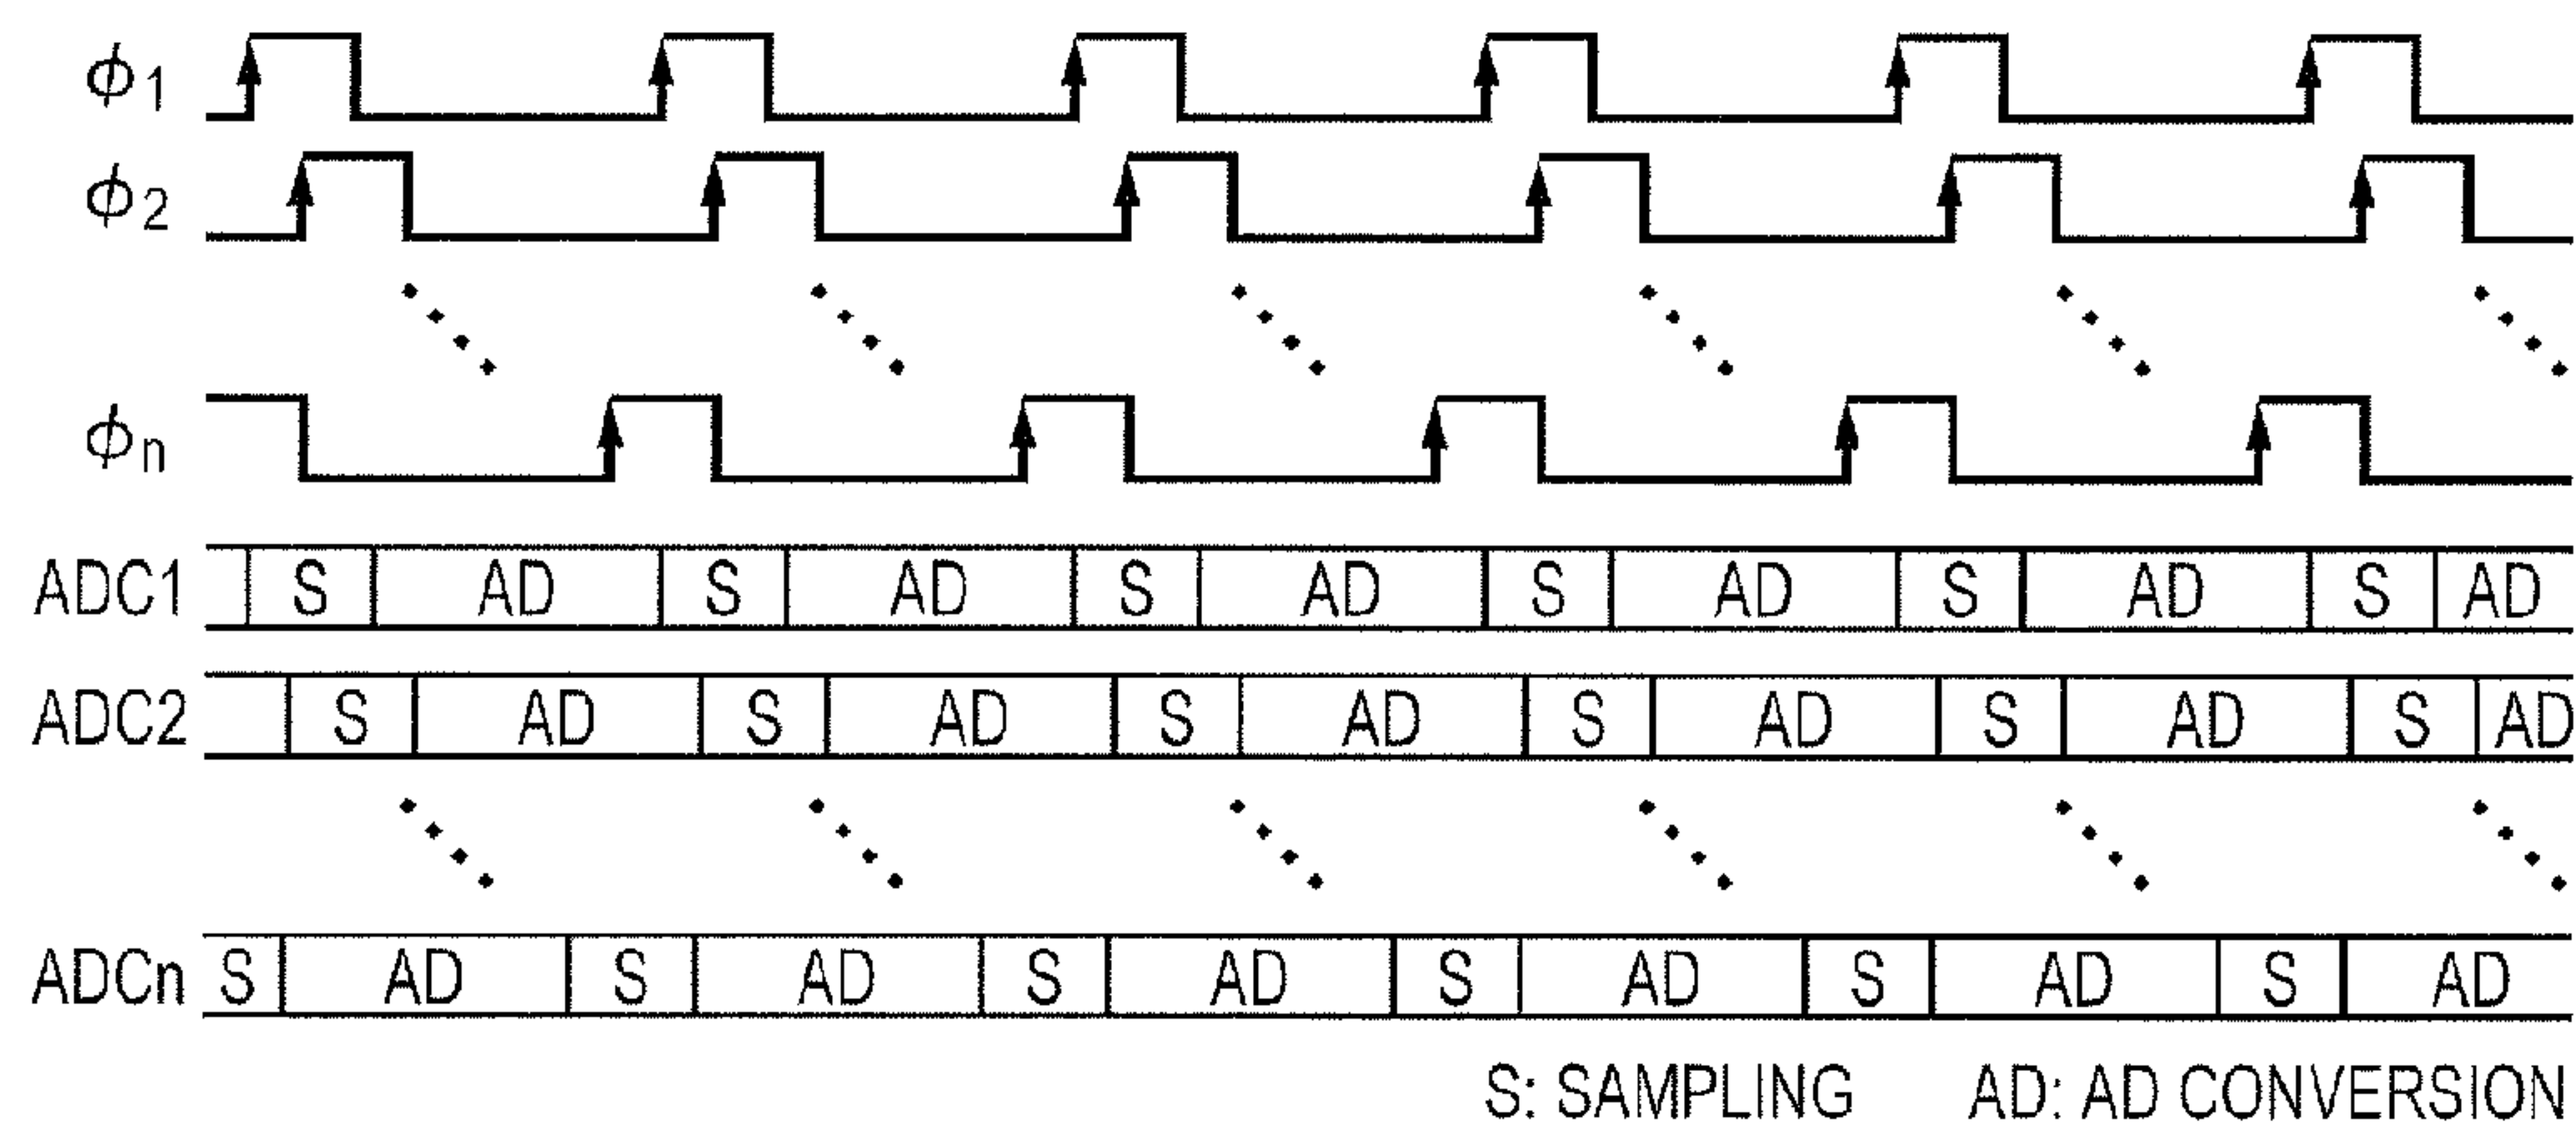 ϕ1
ϕ2
ϕn
ADC1 S AD S AD S AD S AD S AD S AD
ADC2 S AD S AD S AD S AD S AD S AD
ADCn S AD S AD S AD S AD S AD S AD
S: SAMPLING AD: AD CONVERSION